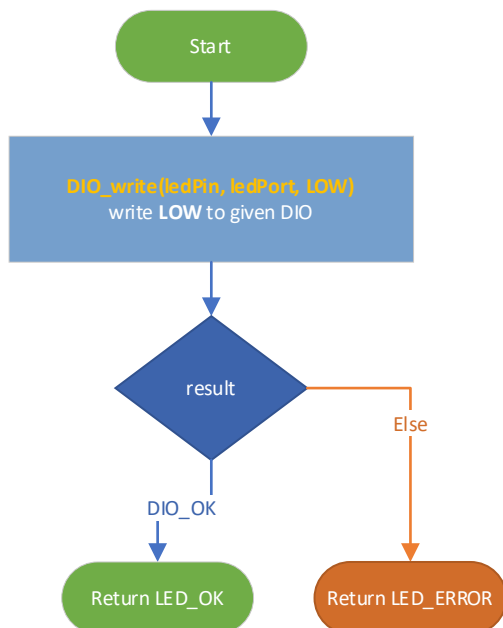 Start
DIO_write(ledPin, ledPort, LOW)
write LOW to given DIO
result
Else
DIO_OK
Return LED_OK
Return LED_ERROR